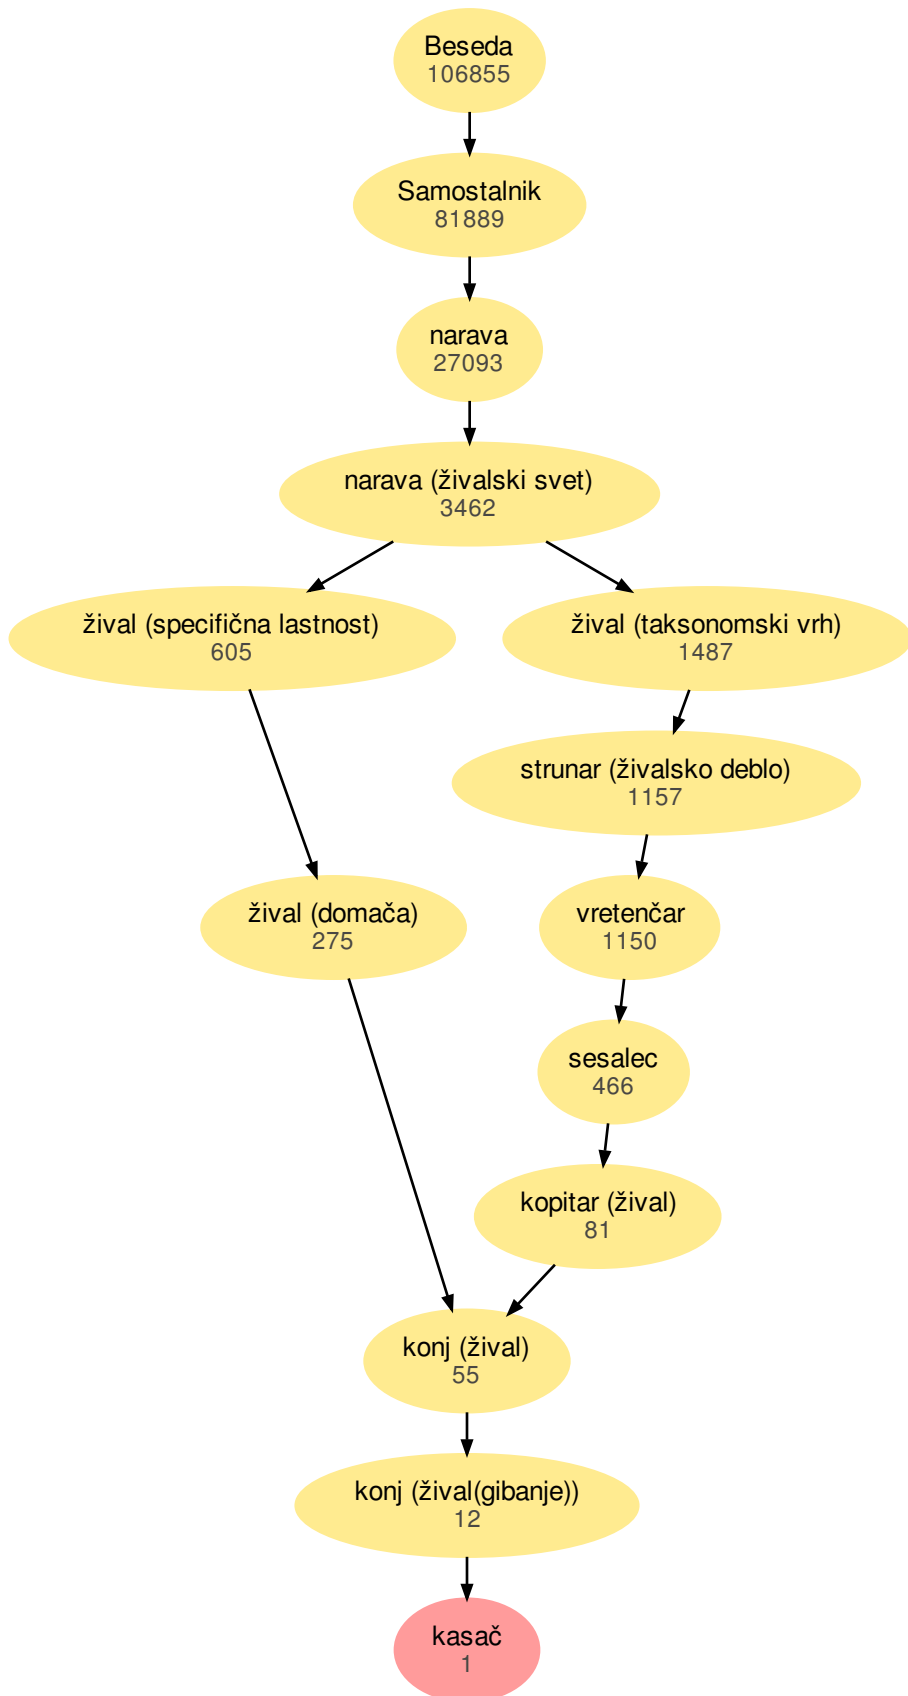 Beseda
106855
Samostalnik
81889
narava
27093
narava (živalski svet)
3462
žival (specifična lastnost)
605
žival (taksonomski vrh)
1487
strunar (živalsko deblo)
1157
žival (domača)
275
vretenčar
1150
sesalec
466
kopitar (žival)
81
konj (žival)
55
konj (žival(gibanje))
12
kasač
1